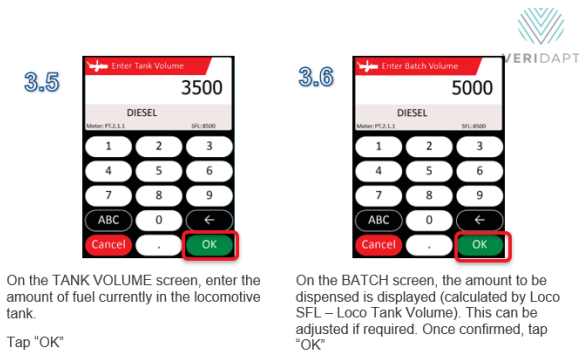 VERIDAPT
3.5
Enter Tank Volume
3500
DIESEL
Meter: PT.2.1.1 SFL:8500
1 2 3
4 5 6
7 8 9
ABC 0 ←
Cancel . OK
On the TANK VOLUME screen, enter the
amount of fuel currently in the locomotive
tank.
Tap “OK”
3.6
Enter Batch Volume
5000
DIESEL
Meter: PT.2.1.1 SFL:8500
1 2 3
4 5 6
7 8 9
ABC 0 ←
Cancel . OK
On the BATCH screen, the amount to be
dispensed is displayed (calculated by Loco
SFL – Loco Tank Volume). This can be
adjusted if required. Once confirmed, tap
“OK”